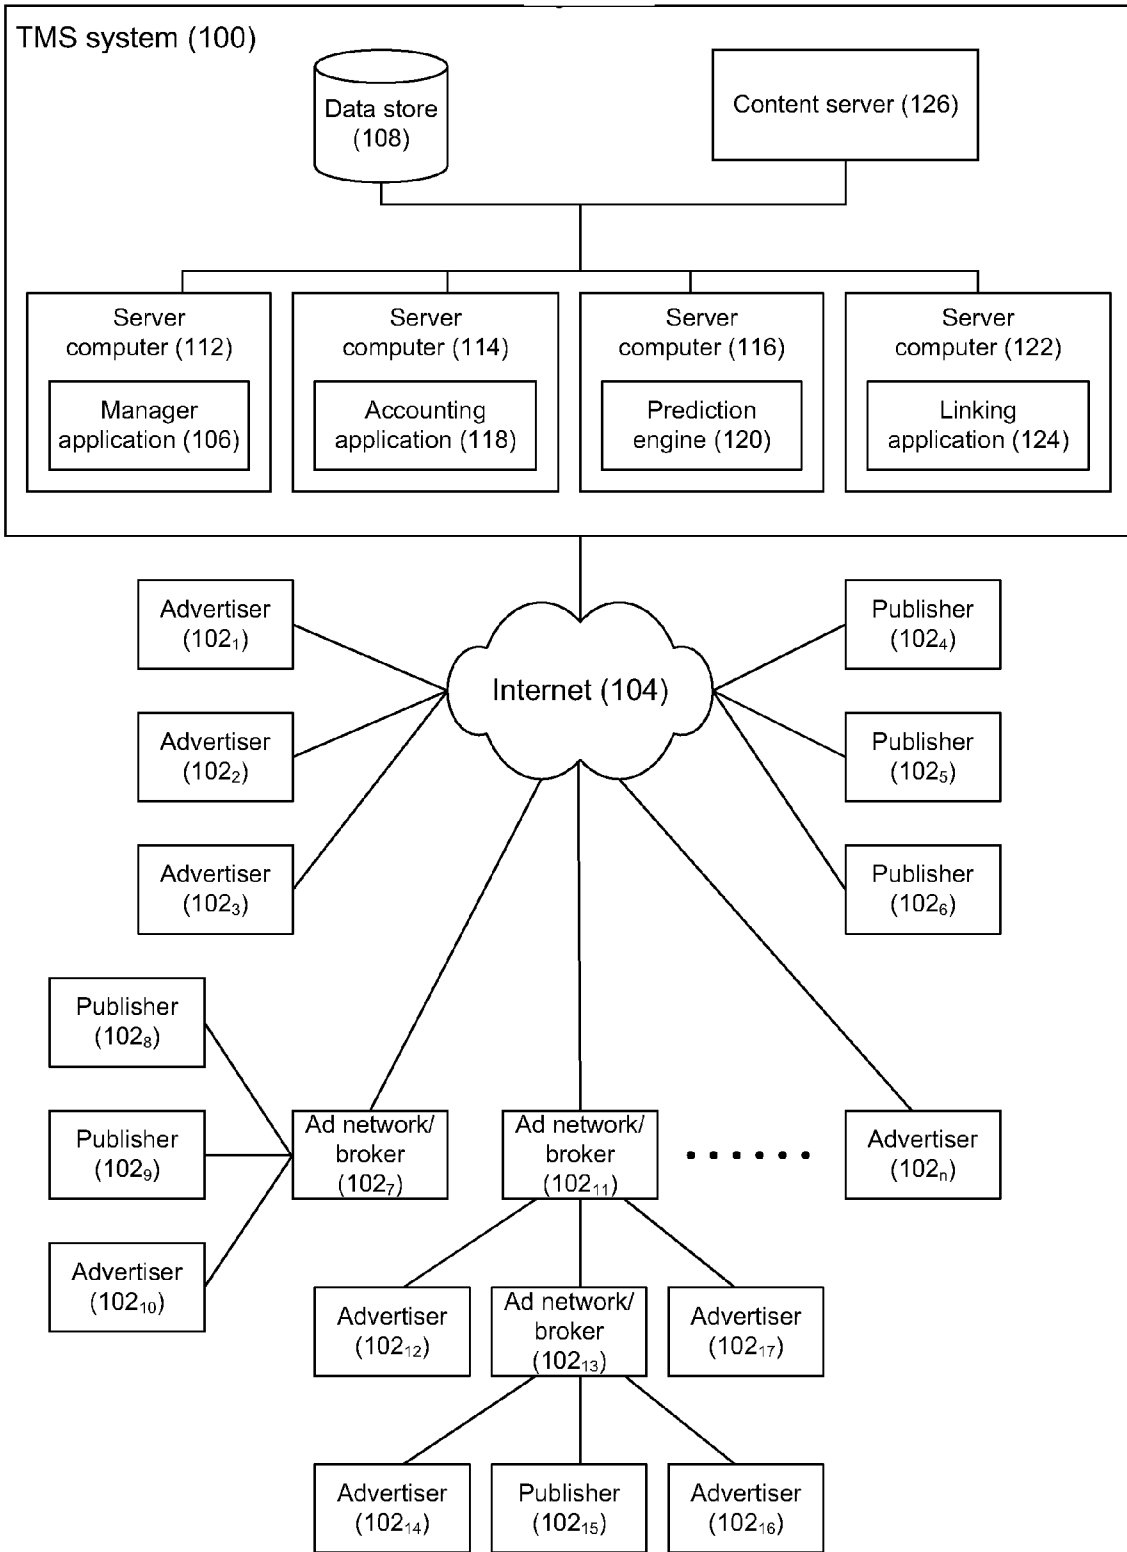 TMS system (100)
Data store
(108)
Content server (126)
Server
computer (112)
Manager
application (106)
Server
computer (114)
Accounting
application (118)
Server
computer (116)
Prediction
engine (120)
Server
computer (122)
Linking
application (124)
Advertiser
(102₁)
Publisher
(102₄)
Internet (104)
Advertiser
(102₂)
Publisher
(102₅)
Advertiser
(102₃)
Publisher
(102₆)
Publisher
(102₈)
Publisher
(102₉)
Ad network/
broker
(102₇)
Ad network/
broker
(102₁₁)
......
Advertiser
(102ₙ)
Advertiser
(102₁₀)
Advertiser
(102₁₂)
Ad network/
broker
(102₁₃)
Advertiser
(102₁₇)
Advertiser
(102₁₄)
Publisher
(102₁₅)
Advertiser
(102₁₆)